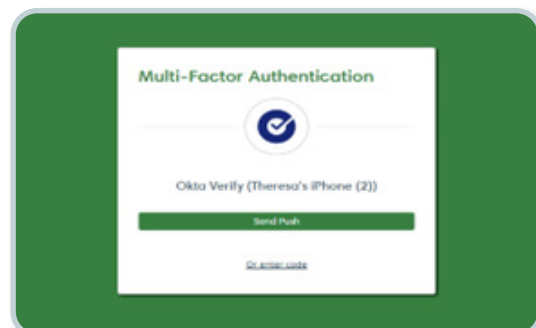 Multi-Factor Authentication
Okta Verify (Theresa's iPhone (2))
Send Push
Or enter code